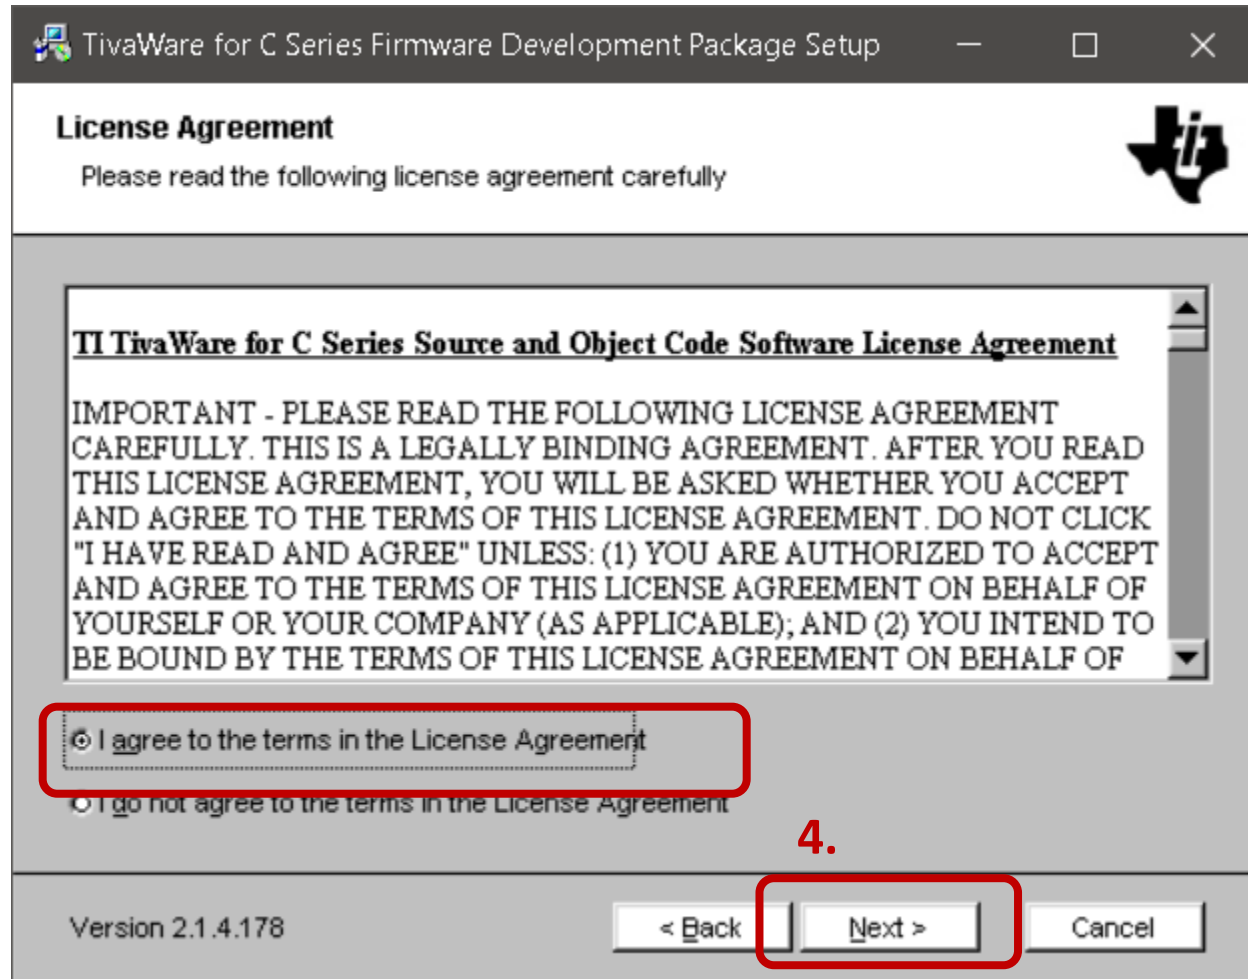 TivaWare for C Series Firmware Development Package Setup
License Agreement
Please read the following license agreement carefully
TI TivaWare for C Series Source and Object Code Software License Agreement
IMPORTANT - PLEASE READ THE FOLLOWING LICENSE AGREEMENT
CAREFULLY. THIS IS A LEGALLY BINDING AGREEMENT. AFTER YOU READ
THIS LICENSE AGREEMENT, YOU WILL BE ASKED WHETHER YOU ACCEPT
AND AGREE TO THE TERMS OF THIS LICENSE AGREEMENT. DO NOT CLICK
"I HAVE READ AND AGREE" UNLESS: (1) YOU ARE AUTHORIZED TO ACCEPT
AND AGREE TO THE TERMS OF THIS LICENSE AGREEMENT ON BEHALF OF
YOURSELF OR YOUR COMPANY (AS APPLICABLE); AND (2) YOU INTEND TO
BE BOUND BY THE TERMS OF THIS LICENSE AGREEMENT ON BEHALF OF
I agree to the terms in the License Agreement
I do not agree to the terms in the License Agreement
4.
Version 2.1.4.178
< Back
Next >
Cancel